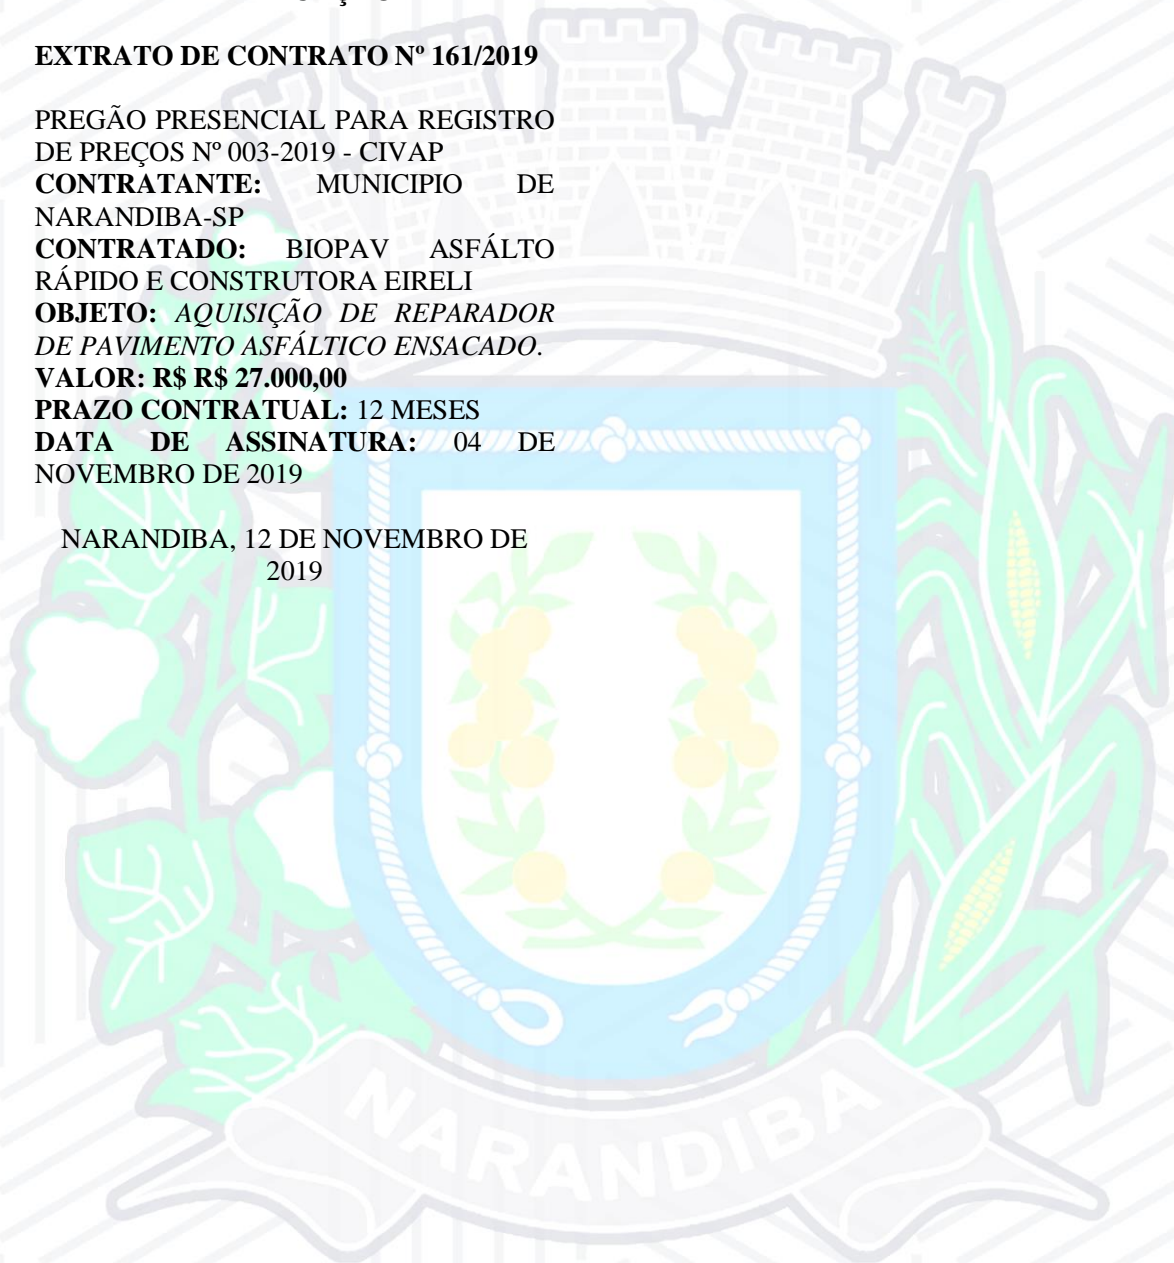 EXTRATO DE CONTRATO Nº 161/2019
PREGÃO PRESENCIAL PARA REGISTRO
DE PREÇOS Nº 003-2019 - CIVAP
CONTRATANTE: MUNICIPIO DE
NARANDIBA-SP
CONTRATADO: BIOPAV ASFÁLTO
RÁPIDO E CONSTRUTORA EIRELI
OBJETO: AQUISIÇÃO DE REPARADOR
DE PAVIMENTO ASFÁLTICO ENSACADO.
VALOR: R$ R$ 27.000,00
PRAZO CONTRATUAL: 12 MESES
DATA DE ASSINATURA: 04 DE
NOVEMBRO DE 2019
NARANDIBA, 12 DE NOVEMBRO DE
2019
NARANDIBA